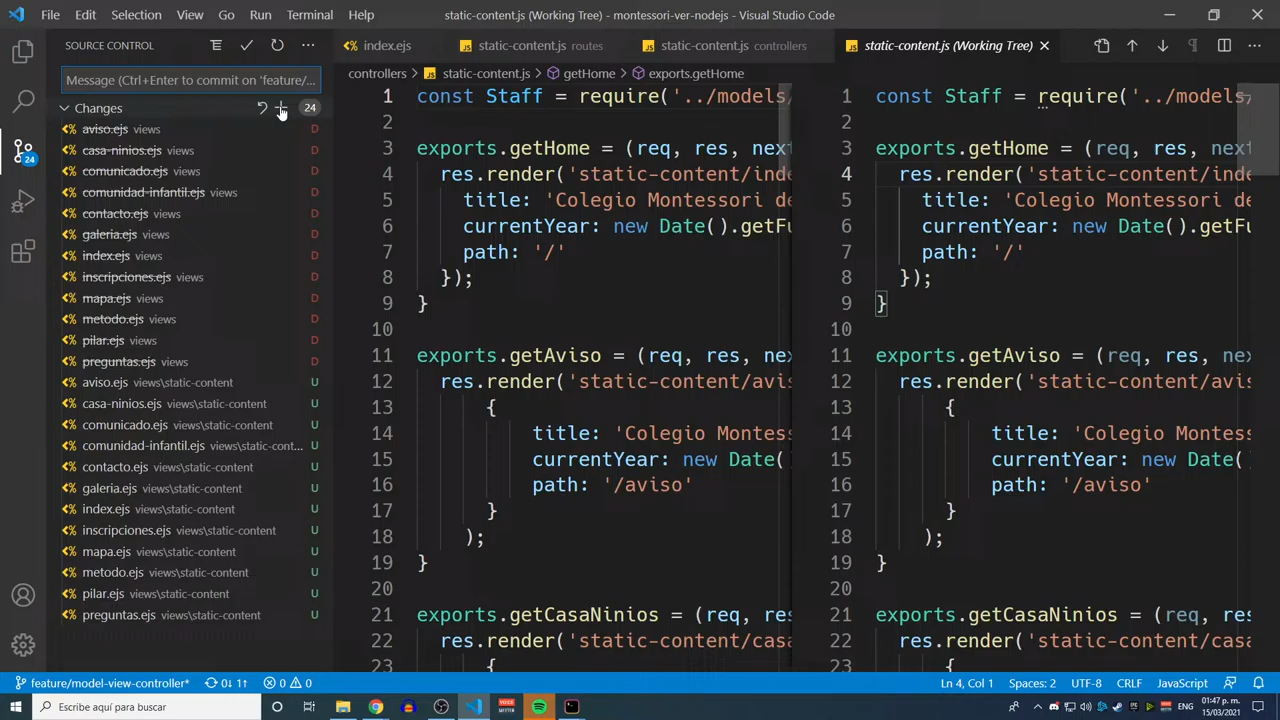 File Edit Selection View Go Run Terminal Help static-content.js (Working Tree) - montessori-ver-nodejs - Visual Studio Code
SOURCE CONTROL
index.ejs static-content.js routes static-content.js controllers static-content.js (Working Tree)
Message (Ctrl+Enter to commit on 'feature/...
controllers static-content.js getHome exports.getHome
Changes 24
aviso.ejs views D
casa-ninios.ejs views D
comunicado.ejs views D
comunidad-infantil.ejs views D
contacto.ejs views D
galeria.ejs views D
index.ejs views D
inscripciones.ejs views D
mapa.ejs views D
metodo.ejs views D
pilar.ejs views D
preguntas.ejs views D
aviso.ejs views\static-content U
casa-ninios.ejs views\static-content U
comunicado.ejs views\static-content U
comunidad-infantil.ejs views\static-cont... U
contacto.ejs views\static-content U
galeria.ejs views\static-content U
index.ejs views\static-content U
inscripciones.ejs views\static-content U
mapa.ejs views\static-content U
metodo.ejs views\static-content U
pilar.ejs views\static-content U
preguntas.ejs views\static-content U
24
1 const Staff = require('../models/
2
3 exports.getHome = (req, res, next
4 res.render('static-content/inde
5 title: 'Colegio Montessori de
6 currentYear: new Date().getFu
7 path: '/'
8 });
9 }
10
11 exports.getAviso = (req, res, nex
12 res.render('static-content/avis
13 {
14 title: 'Colegio Montess
15 currentYear: new Date(
16 path: '/aviso'
17 }
18 );
19 }
20
21 exports.getCasaNinios = (req, res
22 res.render('static-content/casa
23 {
1 const Staff = require('../models/
2
3 exports.getHome = (req, res, next
4 res.render('static-content/inde
5 title: 'Colegio Montessori de
6 currentYear: new Date().getFu
7 path: '/'
8 });
9 }
10
11 exports.getAviso = (req, res, nex
12 res.render('static-content/avis
13 {
14 title: 'Colegio Montess
15 currentYear: new Date(
16 path: '/aviso'
17 }
18 );
19 }
20
21 exports.getCasaNinios = (req, res
22 res.render('static-content/casa
23 {
feature/model-view-controller* 0↓ 1↑ 0 0 Ln 4, Col 1 Spaces: 2 UTF-8 CRLF JavaScript
Escribe aquí para buscar ENG 01:47 p. m.
15/03/2021